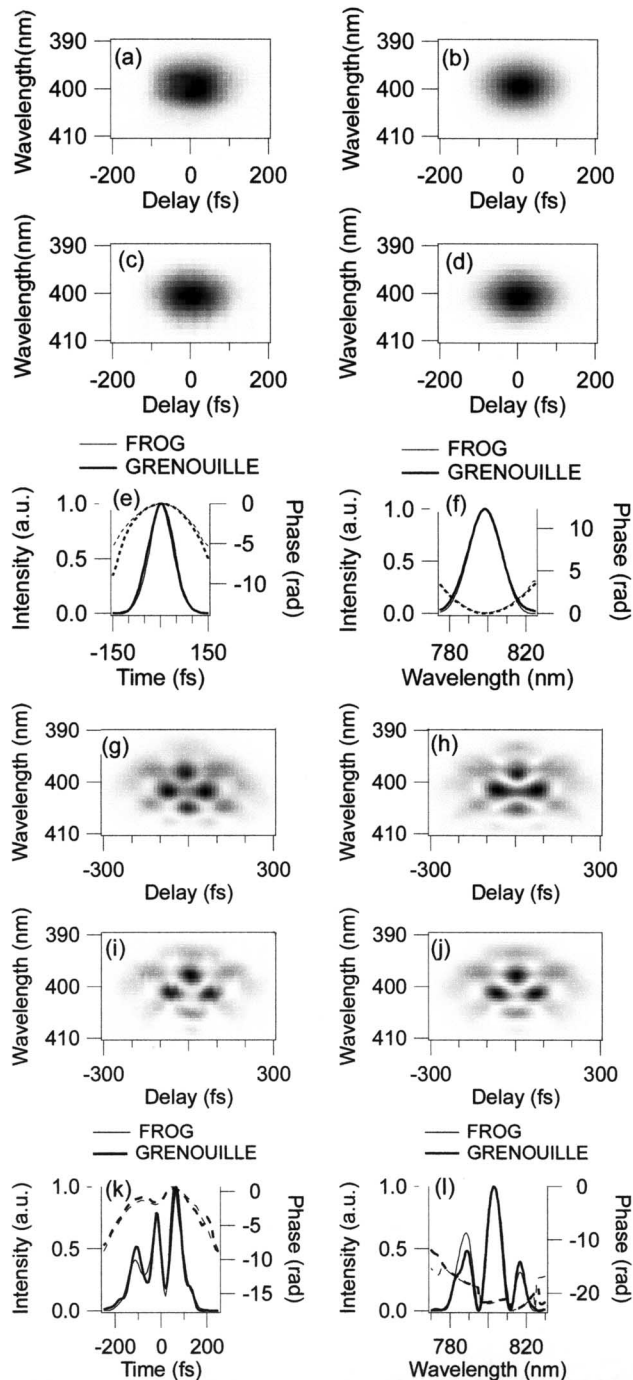 (a)
(b)
Wavelength(nm)
390
400
410
-200 0 200
Delay (fs)
Wavelength(nm)
390
400
410
-200 0 200
Delay (fs)
(c)
(d)
Wavelength(nm)
390
400
410
-200 0 200
Delay (fs)
Wavelength (nm)
390
400
410
-200 0 200
Delay (fs)
FROG
GRENOUILLE
FROG
GRENOUILLE
(e)
Intensity (a.u.)
1.0
0.5
0.0
0
-5
-10
Phase (rad)
-150 150
Time (fs)
(f)
Intensity (a.u.)
1.0
0.5
0.0
10
5
0
Phase (rad)
780 820
Wavelength (nm)
(g)
Wavelength (nm)
390
400
410
-300 300
Delay (fs)
(h)
Wavelength (nm)
390
400
410
-300 300
Delay (fs)
(i)
Wavelength (nm)
390
400
410
-300 300
Delay (fs)
(j)
Wavelength (nm)
390
400
410
-300 300
Delay (fs)
FROG
GRENOUILLE
FROG
GRENOUILLE
(k)
Intensity (a.u.)
1.0
0.5
0.0
0
-5
-10
-15
Phase (rad)
-200 0 200
Time (fs)
(l)
Intensity (a.u.)
1.0
0.5
0.0
0
-10
-20
Phase (rad)
780 820
Wavelength (nm)